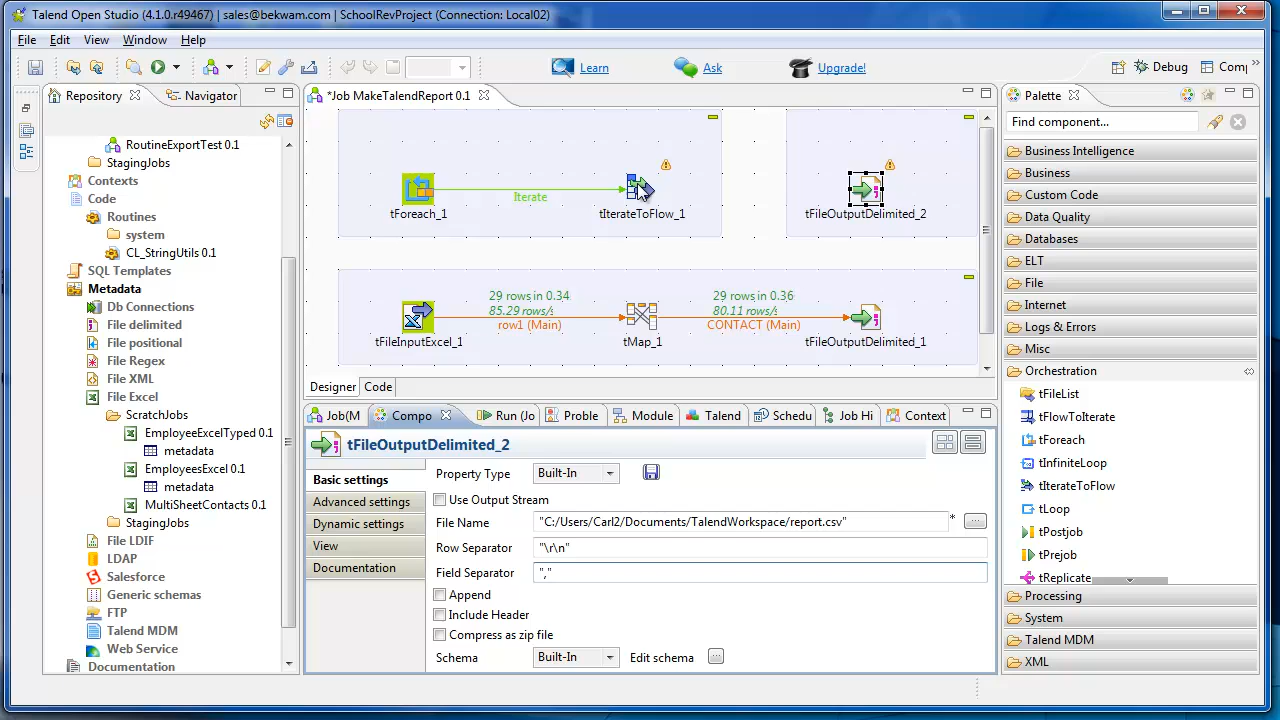 Talend Open Studio (4.1.0.r49467) | sales@bekwam.com | SchoolRevProject (Connection: Local02)
File Edit View Window Help
Learn Ask Upgrade! Debug Comp
Repository Navigator
RoutineExportTest 0.1
StagingJobs
Contexts
Code
Routines
system
CL_StringUtils 0.1
SQL Templates
Metadata
Db Connections
File delimited
File positional
File Regex
File XML
File Excel
ScratchJobs
EmployeeExcelTyped 0.1
metadata
EmployeesExcel 0.1
metadata
MultiSheetContacts 0.1
StagingJobs
File LDIF
LDAP
Salesforce
Generic schemas
FTP
Talend MDM
Web Service
Documentation
*Job MakeTalendReport 0.1
Iterate
tForeach_1 tIterateToFlow_1 tFileOutputDelimited_2
29 rows in 0.34 29 rows in 0.36
85.29 rows/s 80.11 rows/s
row1 (Main) CONTACT (Main)
tFileInputExcel_1 tMap_1 tFileOutputDelimited_1
Designer Code
Job(M Compo Run (Jo Proble Module Talend Schedu Job Hi Context
tFileOutputDelimited_2
Basic settings
Advanced settings
Dynamic settings
View
Documentation
Property Type Built-In
Use Output Stream
File Name "C:/Users/Carl2/Documents/TalendWorkspace/report.csv" * ...
Row Separator "\r\n"
Field Separator ","
Append
Include Header
Compress as zip file
Schema Built-In Edit schema ...
Palette
Find component...
Business Intelligence
Business
Custom Code
Data Quality
Databases
ELT
File
Internet
Logs & Errors
Misc
Orchestration
tFileList
tFlowToIterate
tForeach
tInfiniteLoop
tIterateToFlow
tLoop
tPostjob
tPrejob
tReplicate
Processing
System
Talend MDM
XML